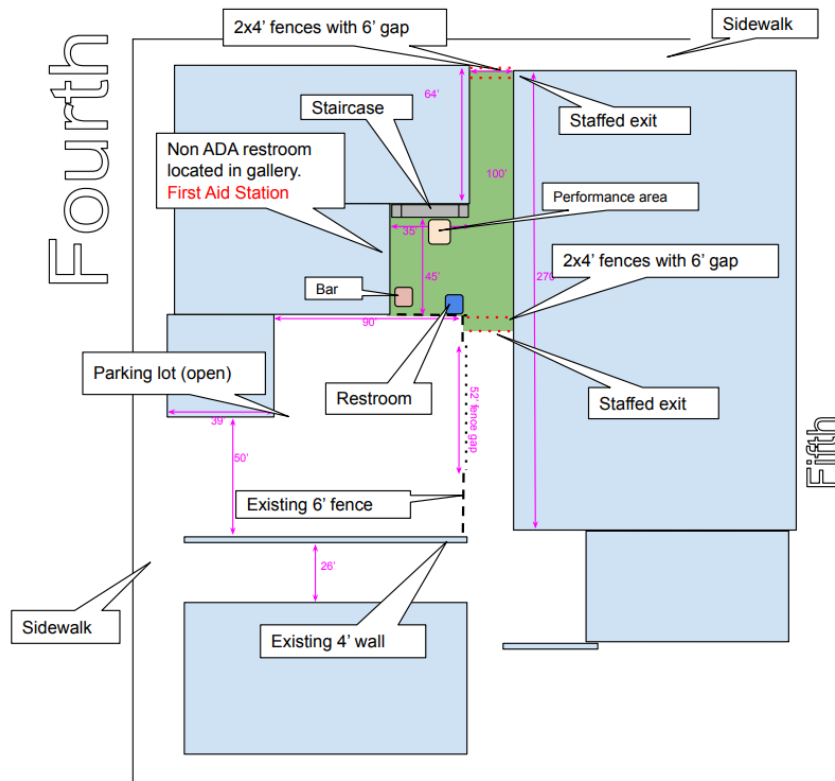 2x4’ fences with 6’ gap
Sidewalk
Fourth
64’
Staircase
Staffed exit
Non ADA restroom
located in gallery.
First Aid Station
100’
Performance area
35’
2x4’ fences with 6’ gap
45’
270
Bar
90’
Parking lot (open)
Restroom
Staffed exit
39’
52’ fence gap
Fifth
50’
Existing 6’ fence
26’
Sidewalk
Existing 4’ wall